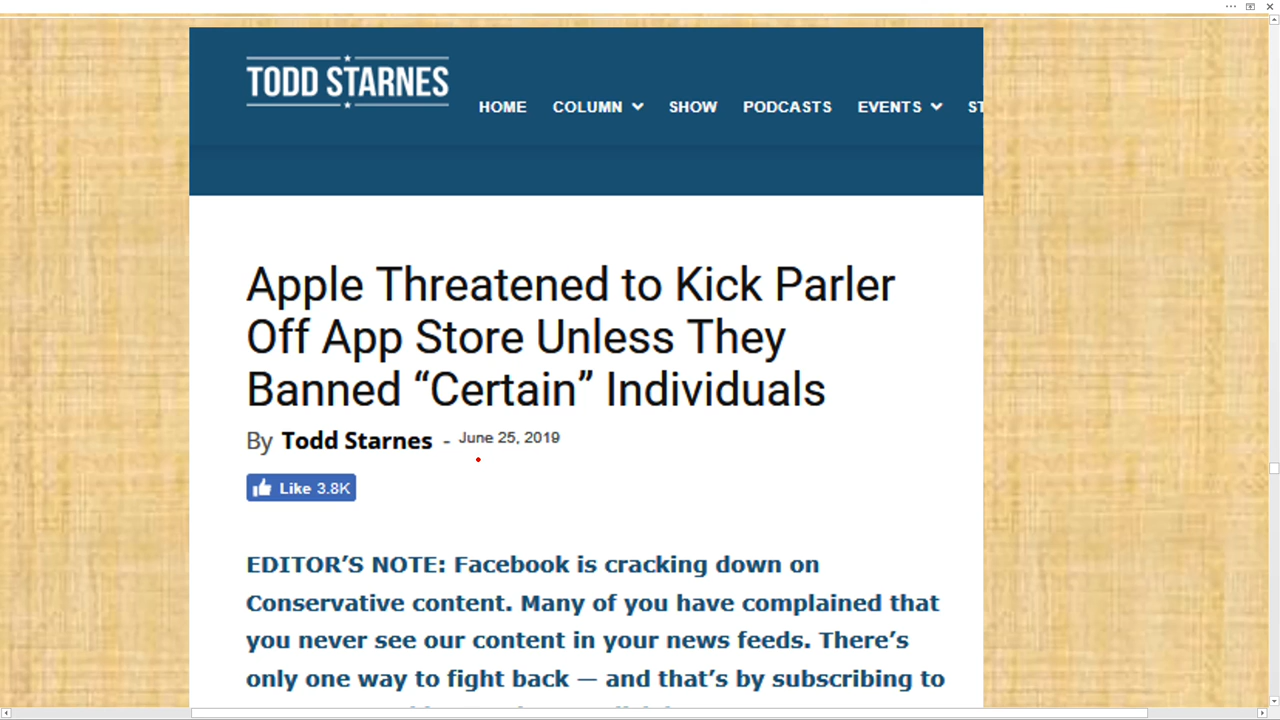 TODD STARNES
HOME COLUMN SHOW PODCASTS EVENTS ST
Apple Threatened to Kick Parler
Off App Store Unless They
Banned “Certain” Individuals
By Todd Starnes - June 25, 2019
Like 3.8K
EDITOR’S NOTE: Facebook is cracking down on
Conservative content. Many of you have complained that
you never see our content in your news feeds. There’s
only one way to fight back — and that’s by subscribing to